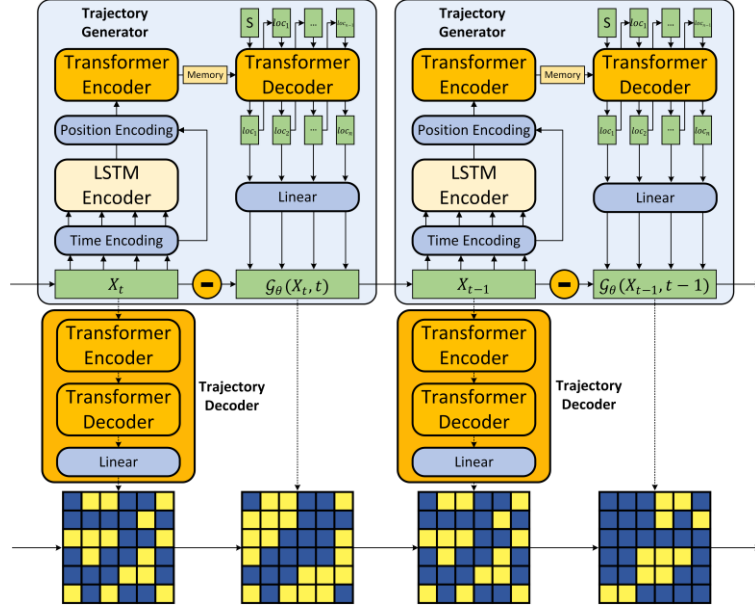 Trajectory
Generator
S
loc₁
...
locₙ₋₁
Transformer
Encoder
Memory
Transformer
Decoder
Position Encoding
loc₁
loc₂
...
locₙ
LSTM
Encoder
Linear
Time Encoding
Xₜ
-
𝒢_θ(Xₜ, t)
Transformer
Encoder
Transformer
Decoder
Linear
Trajectory
Decoder
Trajectory
Generator
S
loc₁
...
locₙ₋₁
Transformer
Encoder
Memory
Transformer
Decoder
Position Encoding
loc₁
loc₂
...
locₙ
LSTM
Encoder
Linear
Time Encoding
Xₜ₋₁
-
𝒢_θ(Xₜ₋₁, t − 1)
Transformer
Encoder
Transformer
Decoder
Linear
Trajectory
Decoder